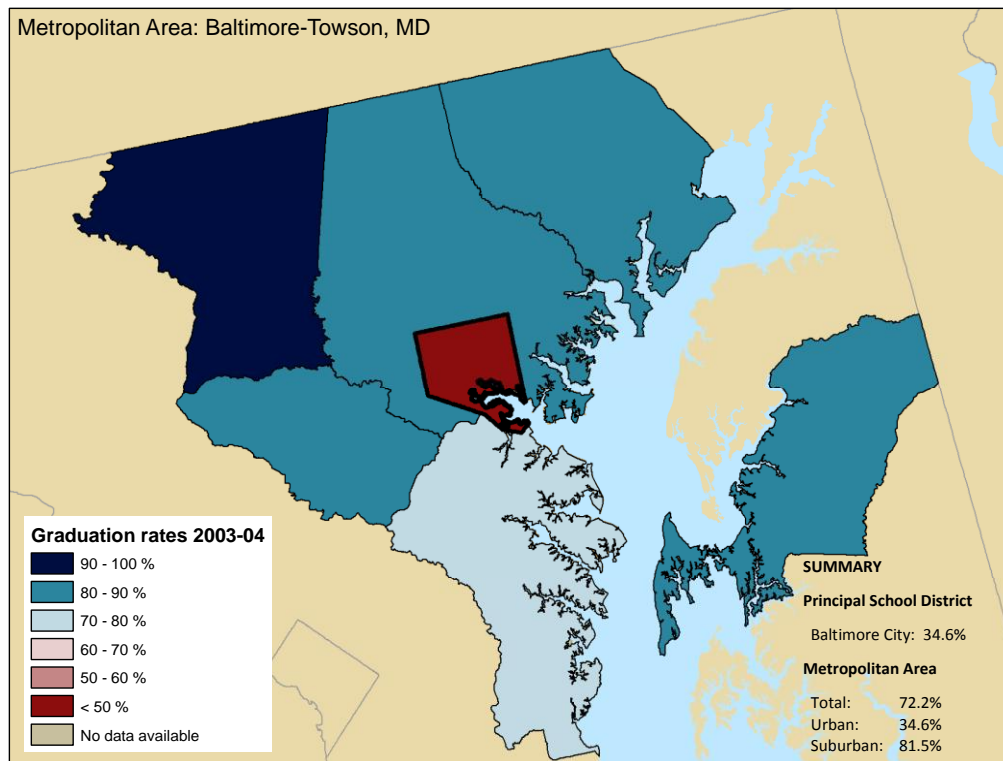 Metropolitan Area: Baltimore-Towson, MD
Graduation rates 2003-04
90 - 100 %
80 - 90 %
70 - 80 %
60 - 70 %
50 - 60 %
< 50 %
No data available
SUMMARY
Principal School District
Baltimore City: 34.6%
Metropolitan Area
Total: 72.2%
Urban: 34.6%
Suburban: 81.5%